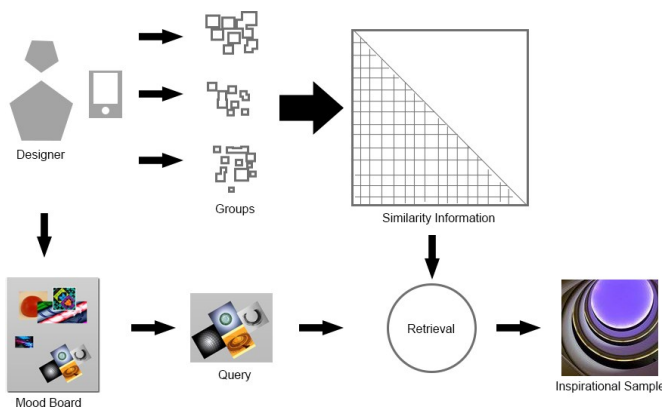 Designer
Groups
Similarity Information
Retrieval
Mood Board
Query
Inspirational Sample